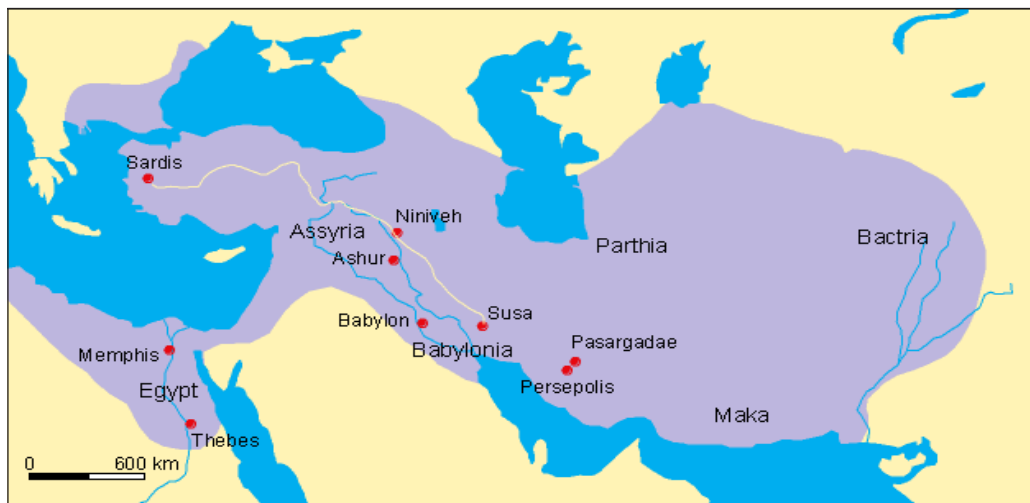 Sardis
Niniveh
Assyria
Parthia
Bactria
Ashur
Babylon
Susa
Babylonia
Memphis
Pasargadae
Persepolis
Egypt
Maka
Thebes
0 600 km